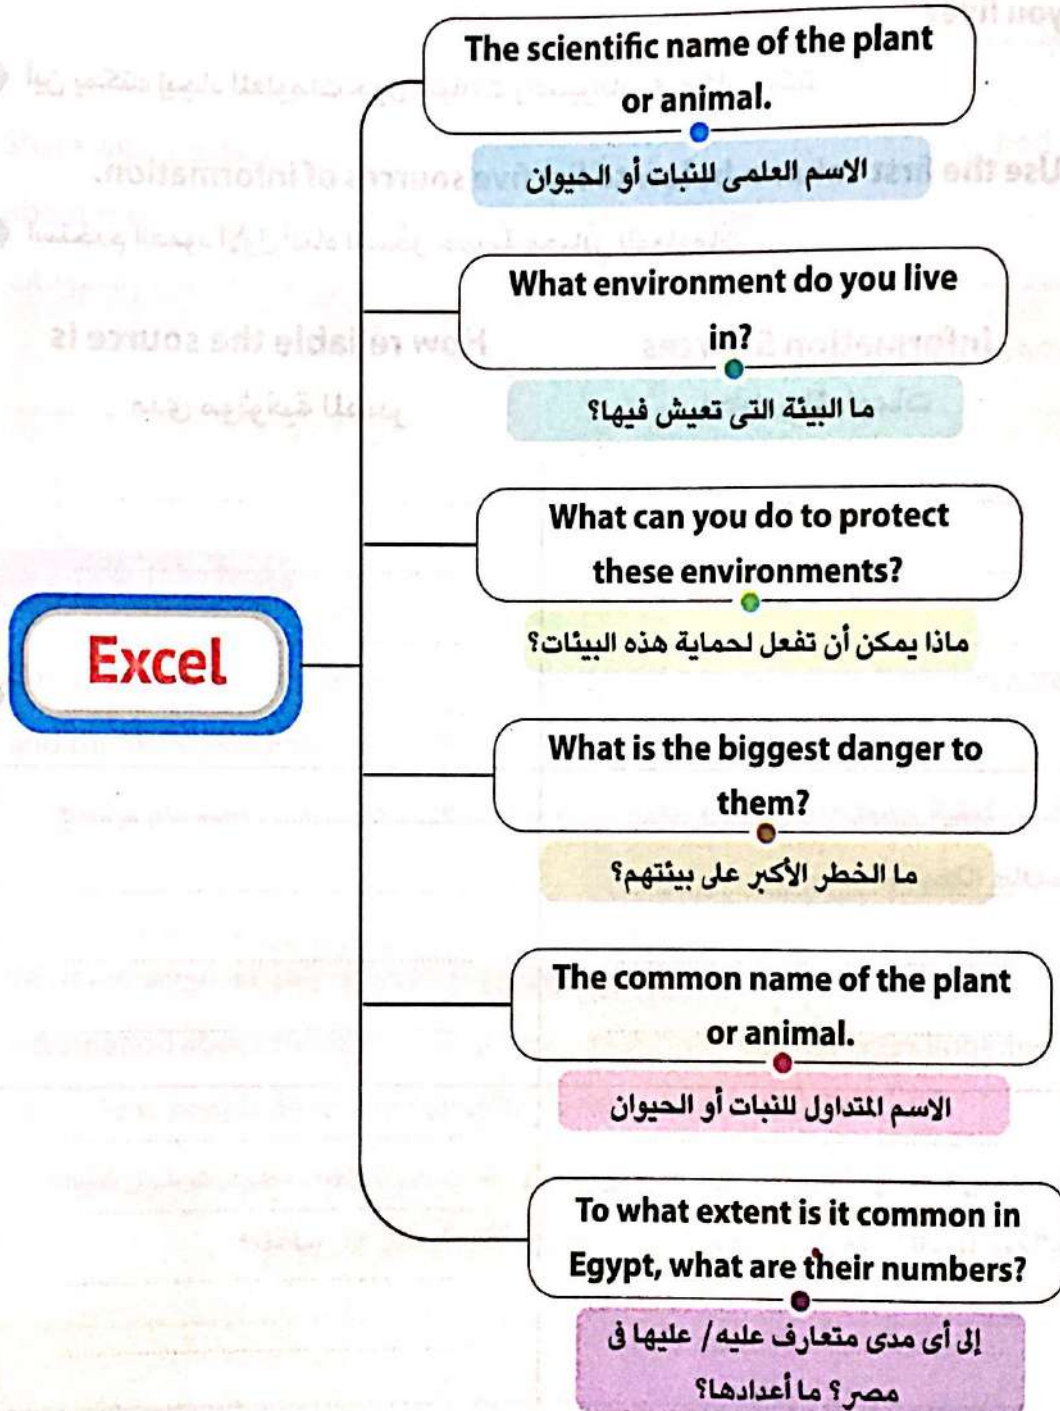 The scientific name of the plant
or animal.
الاسم العلمى للنبات أو الحيوان
What environment do you live
in?
ما البيئة التى تعيش فيها؟
What can you do to protect
these environments?
ماذا يمكن أن تفعل لحماية هذه البيئات؟
Excel
What is the biggest danger to
them?
ما الخطر الأكبر على بيئتهم؟
The common name of the plant
or animal.
الاسم المتداول للنبات أو الحيوان
To what extent is it common in
Egypt, what are their numbers?
إلى أى مدى متعارف عليه/ عليها فى
مصر؟ ما أعدادها؟